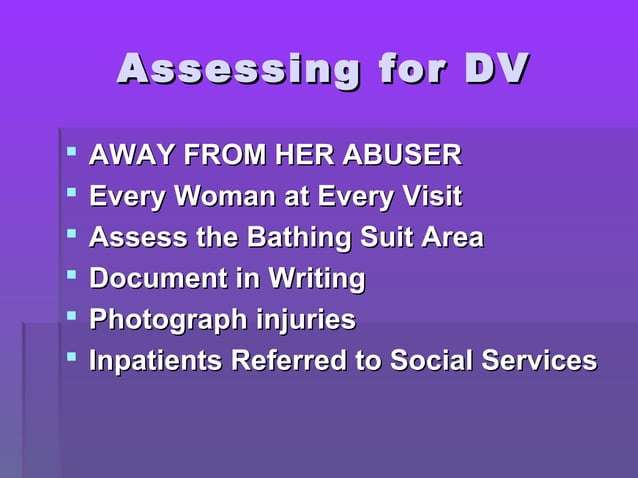 Assessing for DV
AWAY FROM HER ABUSER
Every Woman at Every Visit
Assess the Bathing Suit Area
Document in Writing
Photograph injuries
Inpatients Referred to Social Services